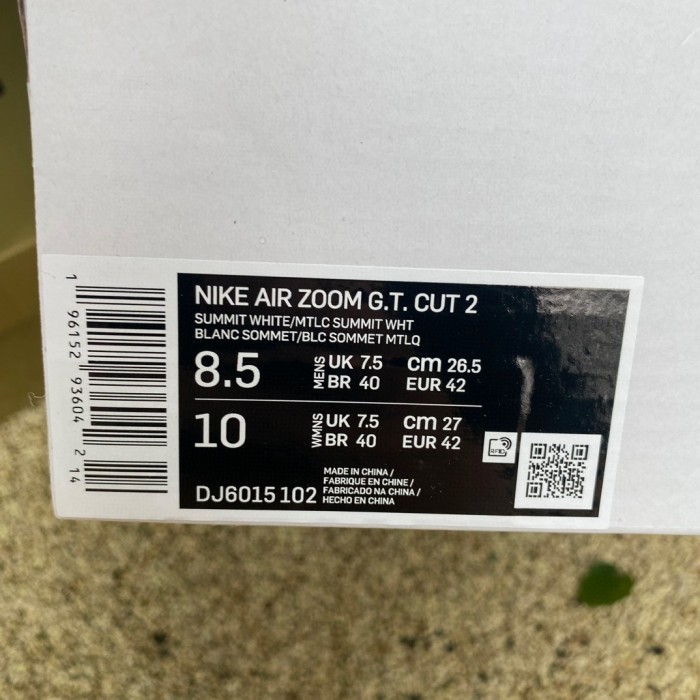 NIKE AIR ZOOM G.T. CUT 2
SUMMIT WHITE/MTLC SUMMIT WHT
BLANC SOMMET/BLC SOMMET MTLQ
8.5 MENS UK 7.5 cm 26.5
BR 40 EUR 42
10 WMNS UK 7.5 cm 27
BR 40 EUR 42
RFID
DJ6015 102
MADE IN CHINA /
FABRIQUE EN CHINE /
FABRICADO NA CHINA /
HECHO EN CHINA
1 96152 93604 2 14